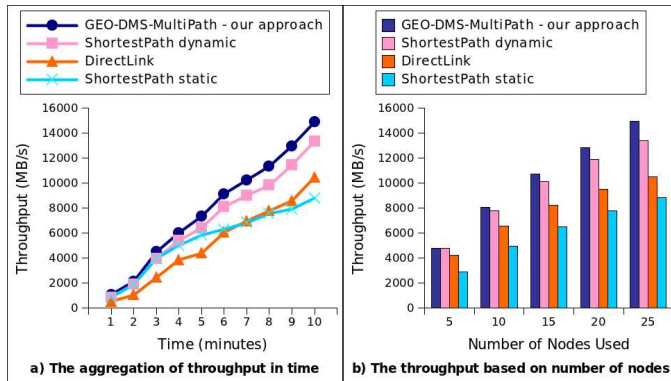 GEO-DMS-MultiPath - our approach
ShortestPath dynamic
DirectLink
ShortestPath static
Throughput (MB/s)
16000
14000
12000
10000
8000
6000
4000
2000
0
1 2 3 4 5 6 7 8 9 10
Time (minutes)
a) The aggregation of throughput in time
GEO-DMS-MultiPath - our approach
ShortestPath dynamic
DirectLink
ShortestPath static
Throughput (MB/s)
16000
14000
12000
10000
8000
6000
4000
2000
0
5 10 15 20 25
Number of Nodes Used
b) The throughput based on number of nodes